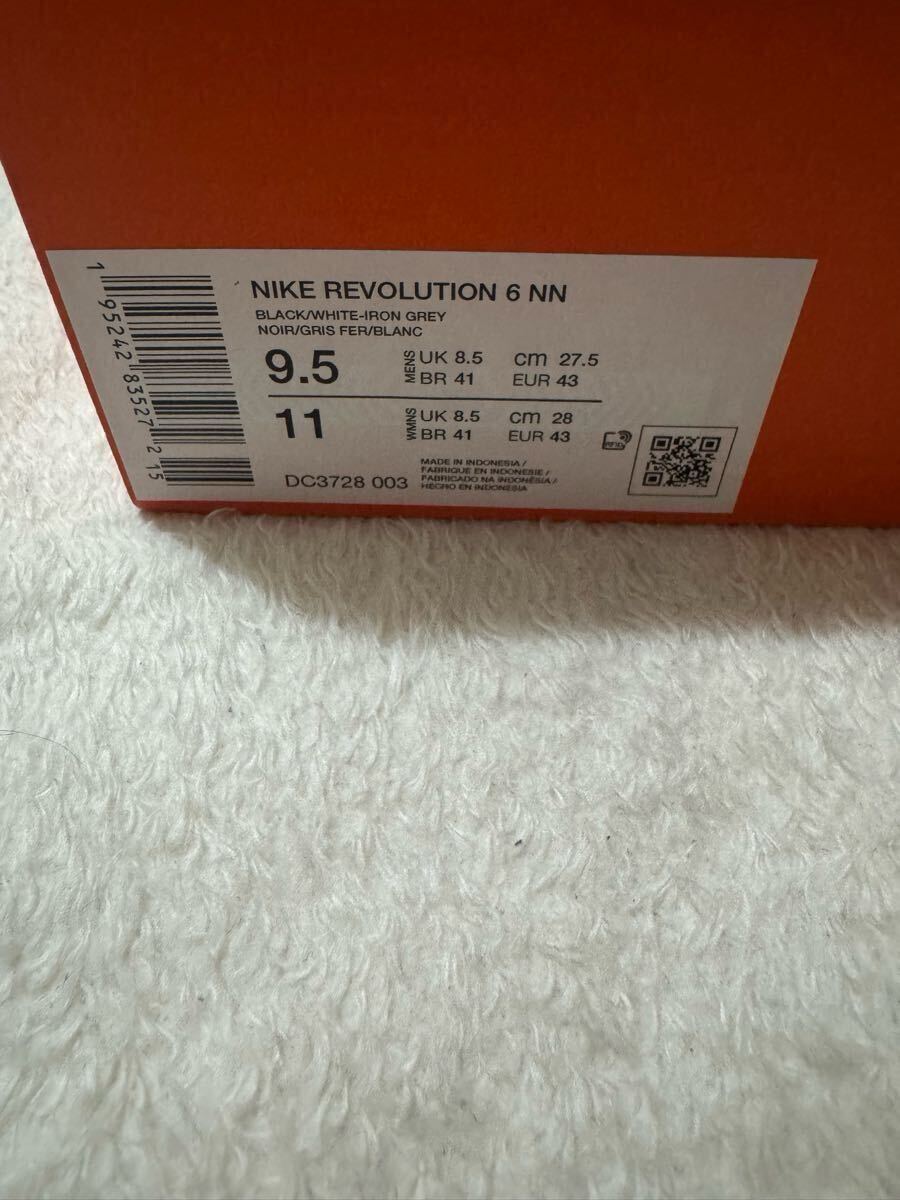 NIKE REVOLUTION 6 NN
BLACK/WHITE-IRON GREY
NOIR/GRIS FER/BLANC
9.5 MENS UK 8.5 cm 27.5
BR 41 EUR 43
11 WMNS UK 8.5 cm 28
BR 41 EUR 43
DC3728 003
MADE IN INDONESIA /
FABRIQUE EN INDONESIE /
FABRICADO NA INDONÉSIA /
HECHO EN INDONESIA
RFID
1 95242 83527 2 15